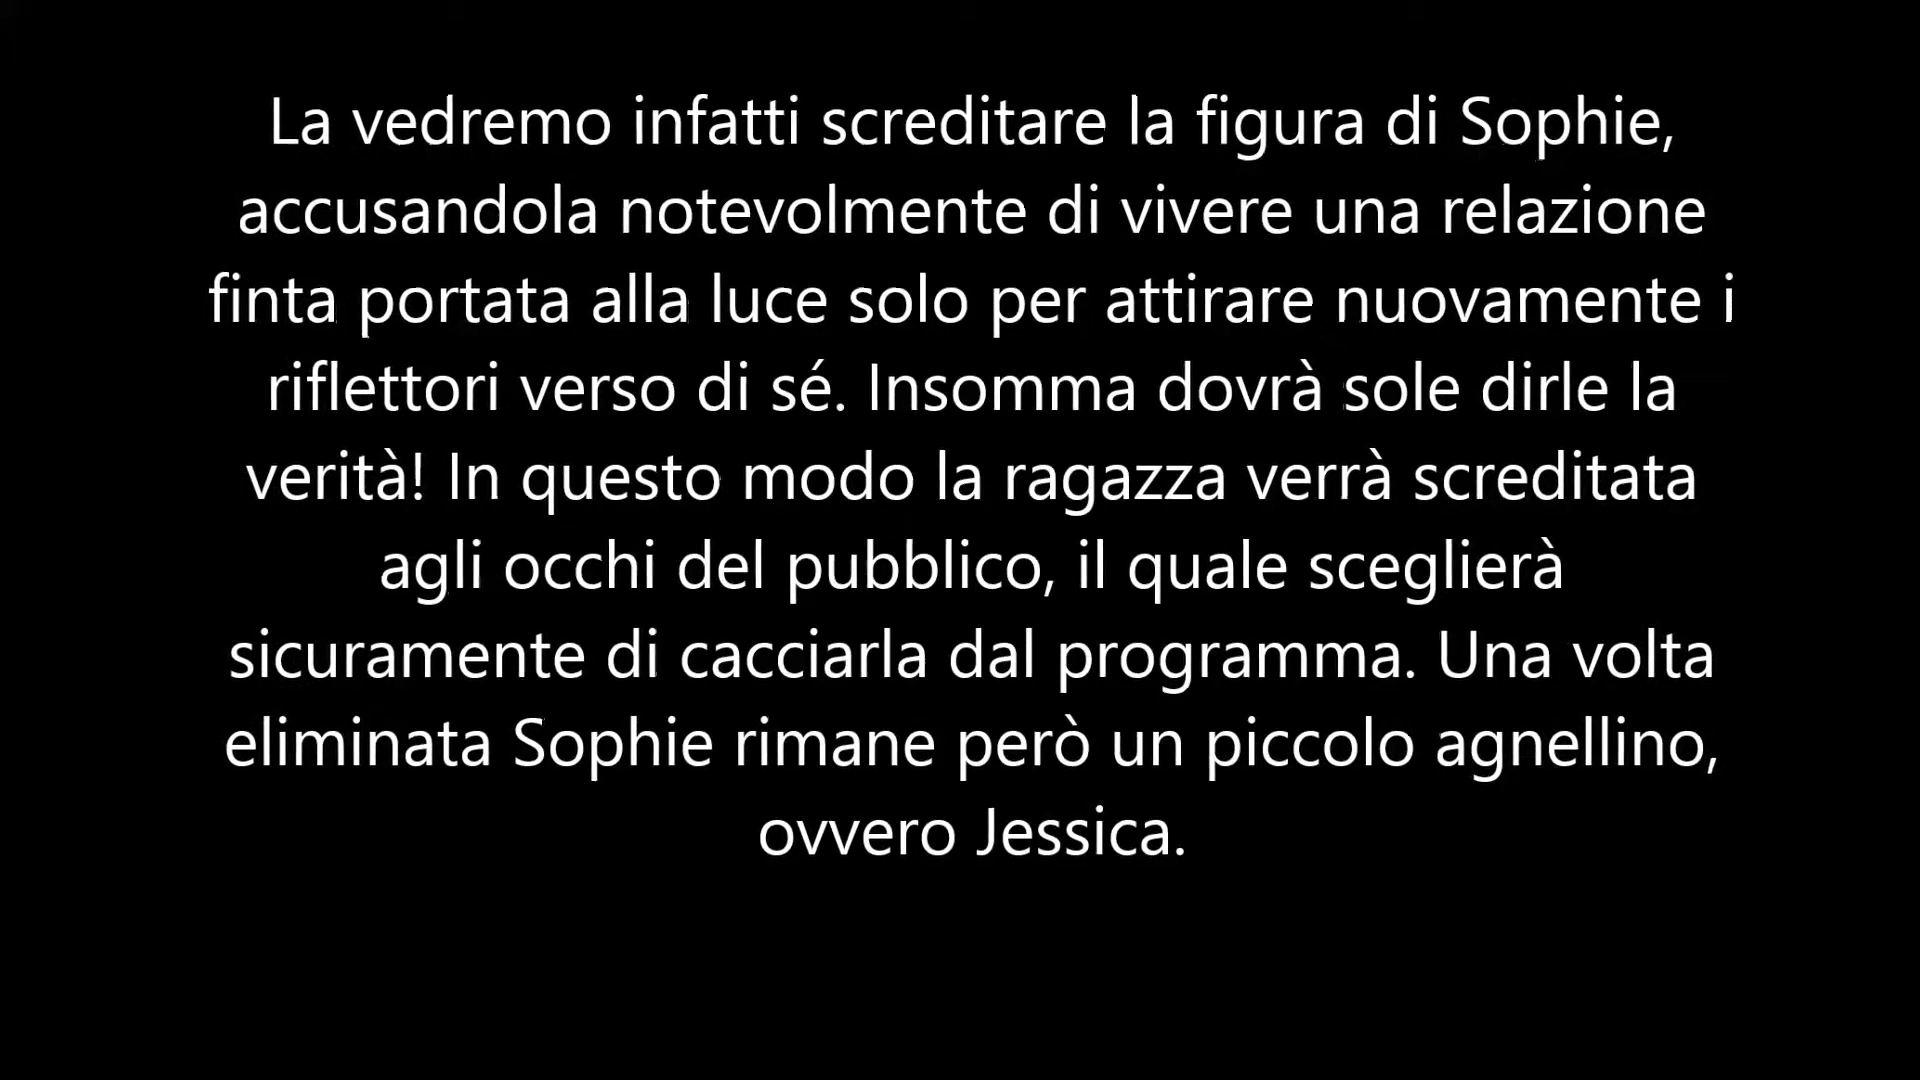 La vedremo infatti screditare la figura di Sophie,
accusandola notevolmente di vivere una relazione
finta portata alla luce solo per attirare nuovamente i
riflettori verso di sé. Insomma dovrà sole dirle la
verità! In questo modo la ragazza verrà screditata
agli occhi del pubblico, il quale sceglierà
sicuramente di cacciarla dal programma. Una volta
eliminata Sophie rimane però un piccolo agnellino,
ovvero Jessica.